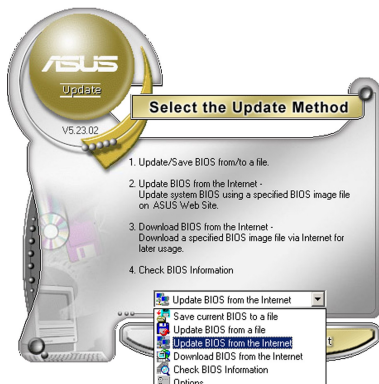 ASUS
Update
V5.23.02
Select the Update Method
1. Update/Save BIOS from/to a file.
2. Update BIOS from the Internet -
Update system BIOS using a specified BIOS image file
on ASUS Web Site.
3. Download BIOS from the Internet -
Download a specified BIOS image file via Internet for
later usage.
4. Check BIOS Information
Update BIOS from the Internet
Save current BIOS to a file
Update BIOS from a file
Update BIOS from the Internet
Download BIOS from the Internet
Check BIOS Information
Options